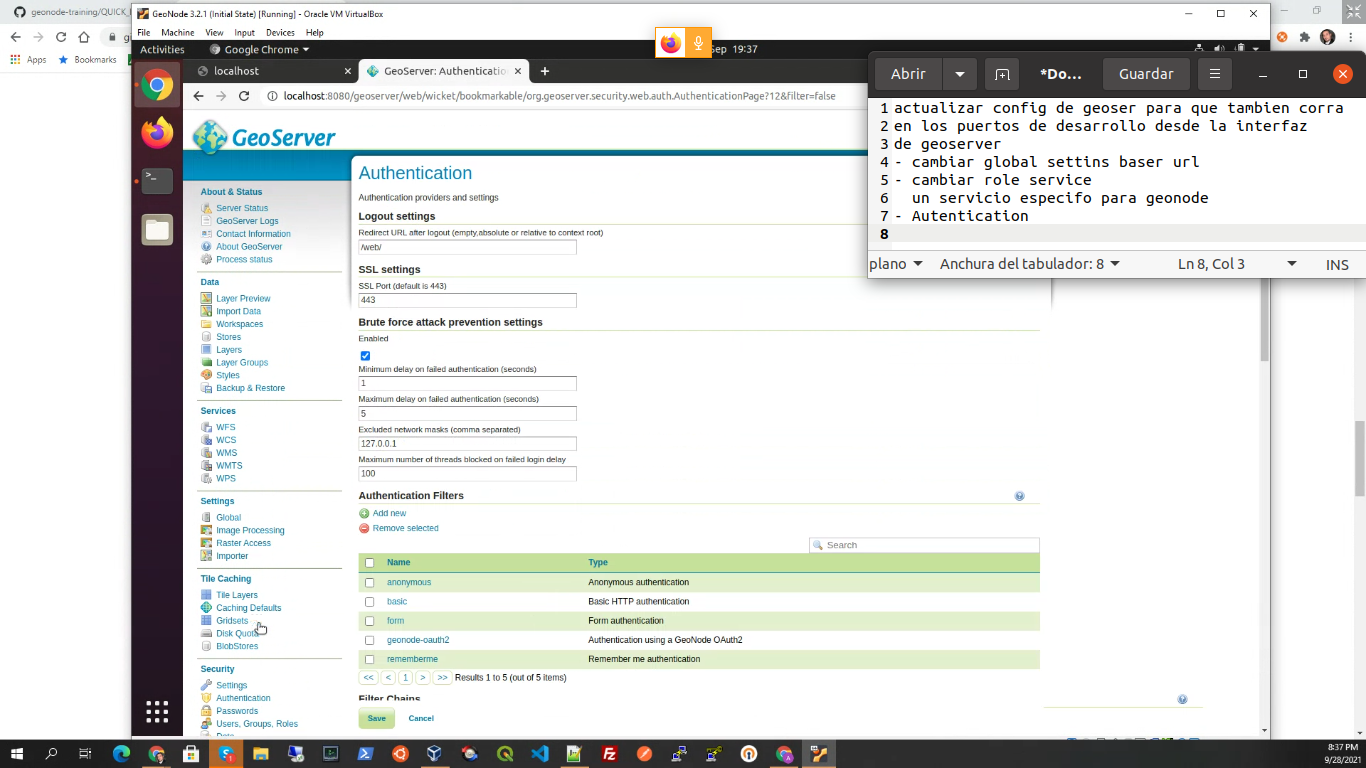 geonode-training/QUICK_
GeoNode 3.2.1 (Initial State) [Running] - Oracle VM VirtualBox
File Machine View Input Devices Help
Apps Bookmarks
Activities Google Chrome Sep 19:37
localhost
GeoServer: Authenticatio
localhost:8080/geoserver/web/wicket/bookmarkable/org.geoserver.security.web.auth.AuthenticationPage?12&filter=false
Abrir *Do... Guardar
1 actualizar config de geoser para que tambien corra
2 en los puertos de desarrollo desde la interfaz
3 de geoserver
4 - cambiar global settins baser url
5 - cambiar role service
6 un servicio especifo para geonode
7 - Autentication
8
plano Anchura del tabulador: 8 Ln 8, Col 3 INS
GeoServer
About & Status
Server Status
GeoServer Logs
Contact Information
About GeoServer
Process status
Data
Layer Preview
Import Data
Workspaces
Stores
Layers
Layer Groups
Styles
Backup & Restore
Services
WFS
WCS
WMS
WMTS
WPS
Settings
Global
Image Processing
Raster Access
Importer
Tile Caching
Tile Layers
Caching Defaults
Gridsets
Disk Quota
BlobStores
Security
Settings
Authentication
Passwords
Users, Groups, Roles
Data
Authentication
Authentication providers and settings
Logout settings
Redirect URL after logout (empty,absolute or relative to context root)
/web/
SSL settings
SSL Port (default is 443)
443
Brute force attack prevention settings
Enabled
Minimum delay on failed authentication (seconds)
1
Maximum delay on failed authentication (seconds)
5
Excluded network masks (comma separated)
127.0.0.1
Maximum number of threads blocked on failed login delay
100
Authentication Filters
Add new
Remove selected
Search
Name Type
anonymous Anonymous authentication
basic Basic HTTP authentication
form Form authentication
geonode-oauth2 Authentication using a GeoNode OAuth2
rememberme Remember me authentication
<< < 1 > >> Results 1 to 5 (out of 5 items)
Filter Chains
Save Cancel
8:37 PM
9/28/2021